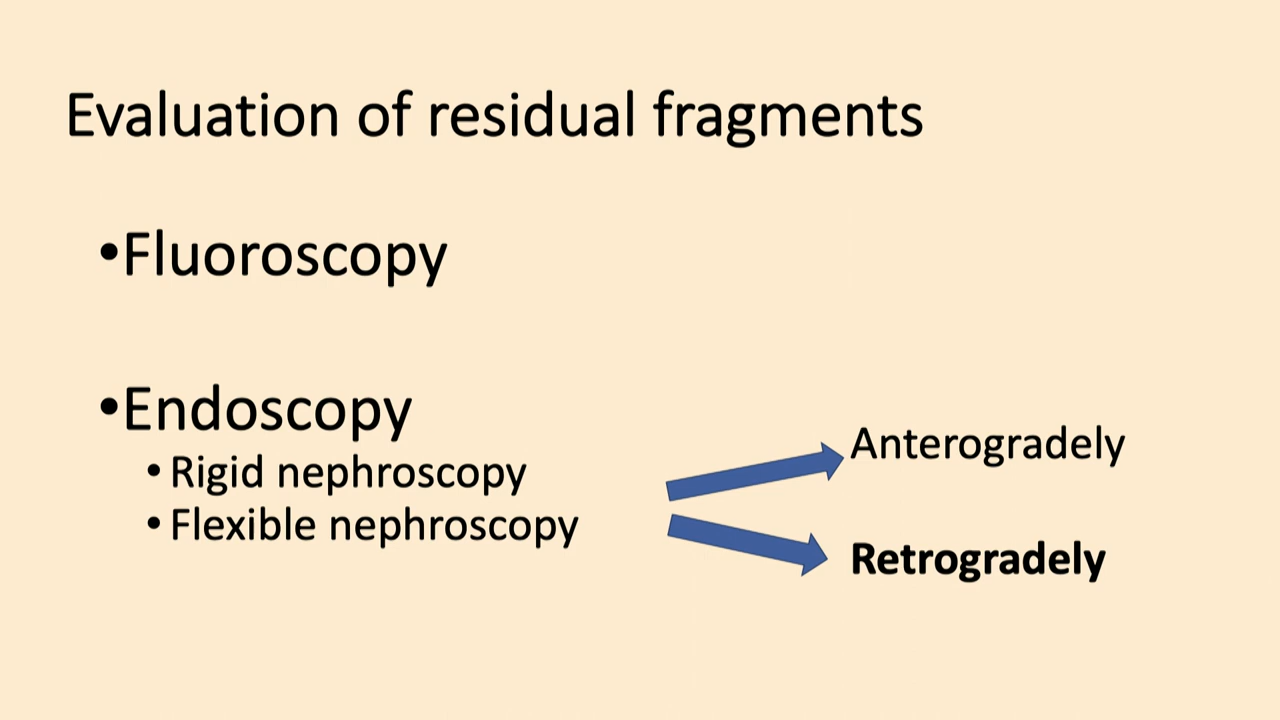 Evaluation of residual fragments
•Fluoroscopy
•Endoscopy
• Rigid nephroscopy
• Flexible nephroscopy
Anterogradely
Retrogradely